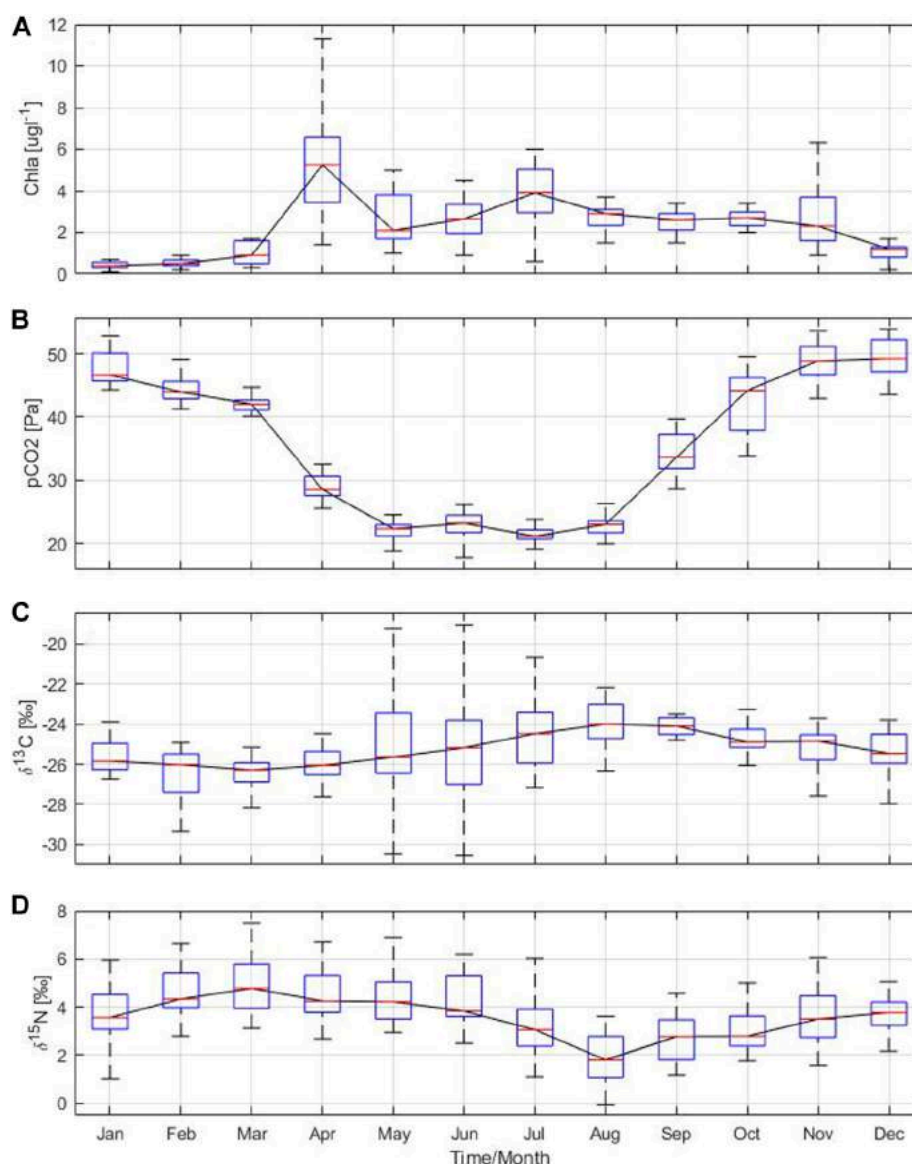 A
12
10
8
6
4
2
0
Chla [ugl-1]
B
50
40
30
20
pCO2 [Pa]
C
-20
-22
-24
-26
-28
-30
δ13C [‰]
D
8
6
4
2
0
δ15N [‰]
Jan Feb Mar Apr May Jun Jul Aug Sep Oct Nov Dec
Time/Month